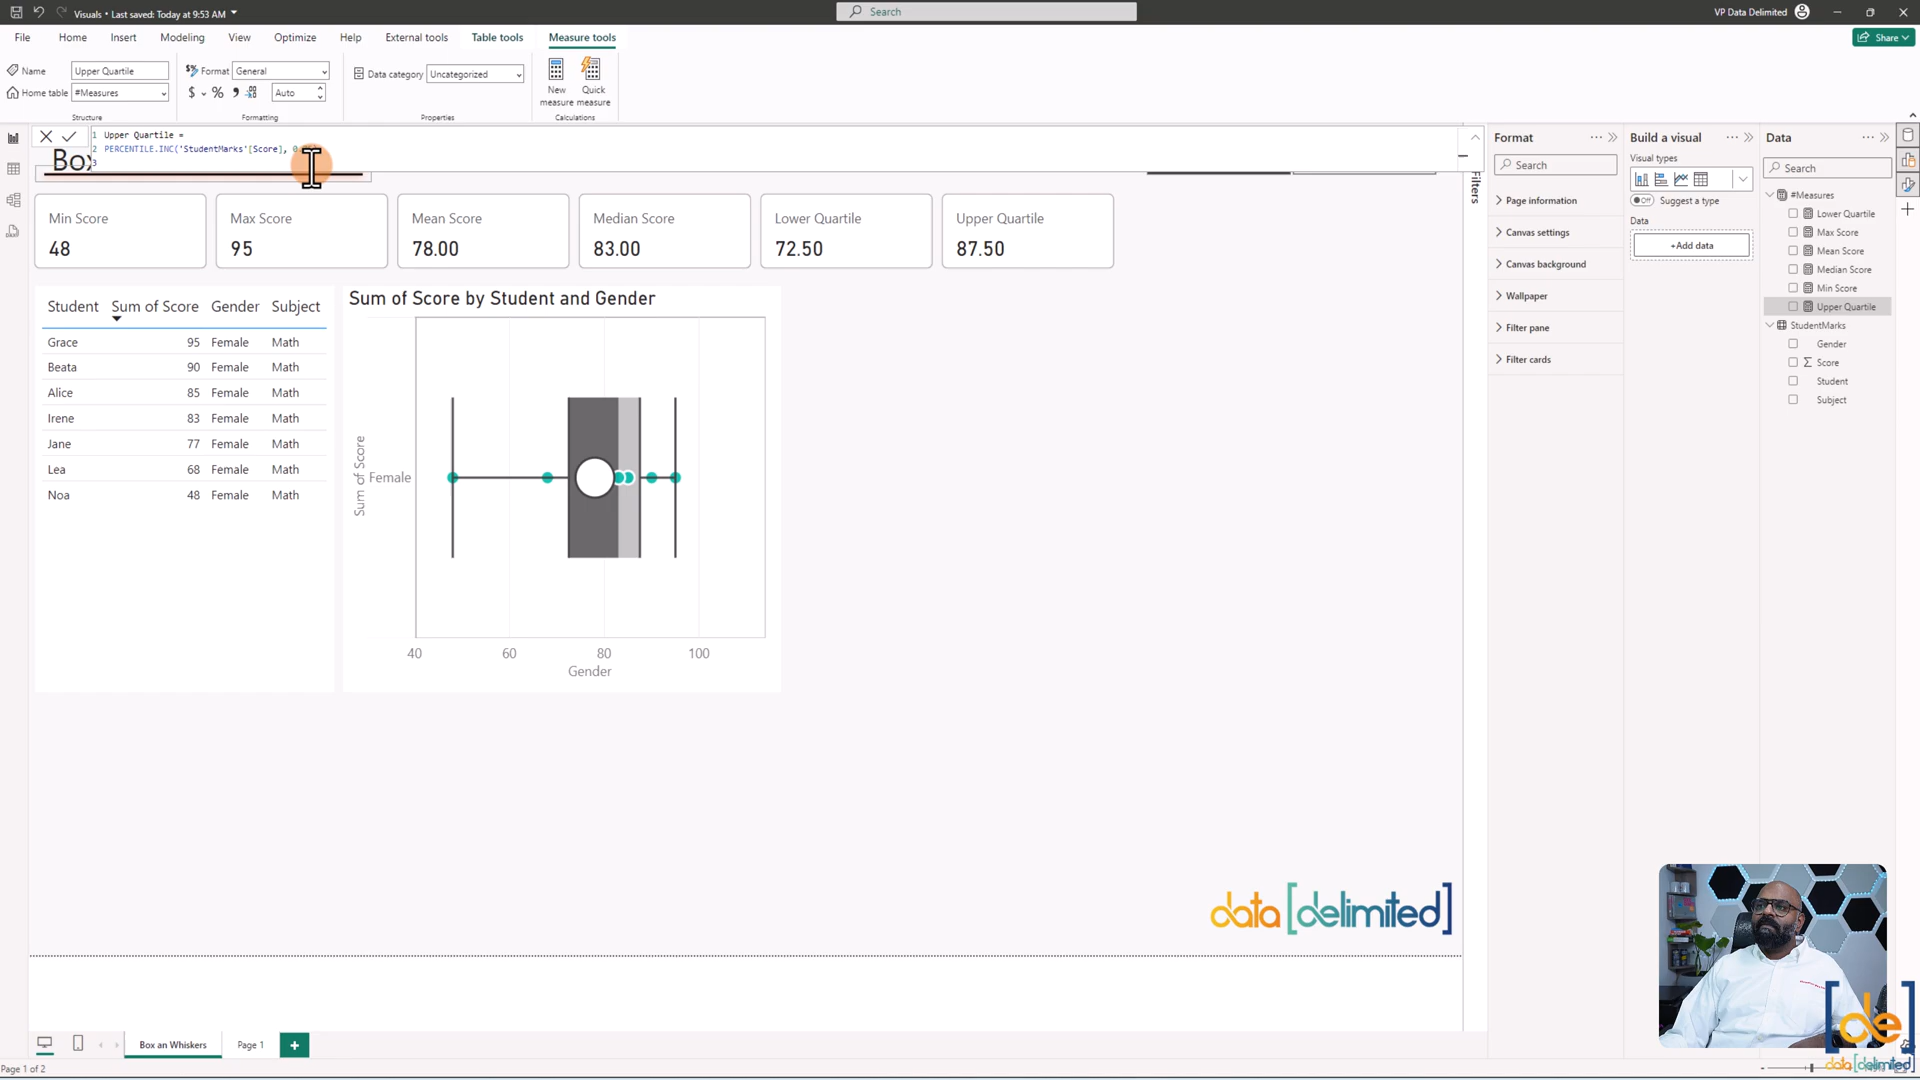 Visuals • Last saved: Today at 9:53 AM
Search
VP Data Delimited
File Home Insert Modeling View Optimize Help External tools Table tools Measure tools
Share
Name Upper Quartile
Home table #Measures
Structure
Format General
$ % Auto
Formatting
Data category Uncategorized
Properties
New measure
Quick measure
Calculations
1 Upper Quartile =
2 PERCENTILE.INC('StudentMarks'[Score],
3
Min Score
48
Max Score
95
Mean Score
78.00
Median Score
83.00
Lower Quartile
72.50
Upper Quartile
87.50
Student Sum of Score Gender Subject
Grace 95 Female Math
Beata 90 Female Math
Alice 85 Female Math
Irene 83 Female Math
Jane 77 Female Math
Lea 68 Female Math
Noa 48 Female Math
Sum of Score by Student and Gender
Sum of Score
Female
40 60 80 100
Gender
data [delimited]
Filters
Format
Search
Page information
Canvas settings
Canvas background
Wallpaper
Filter pane
Filter cards
Build a visual
Visual types
Suggest a type
Data
+Add data
Data
Search
#Measures
Lower Quartile
Max Score
Mean Score
Median Score
Min Score
Upper Quartile
StudentMarks
Gender
Score
Student
Subject
[de]
data [delimited]
Box an Whiskers
Page 1
Page 1 of 2